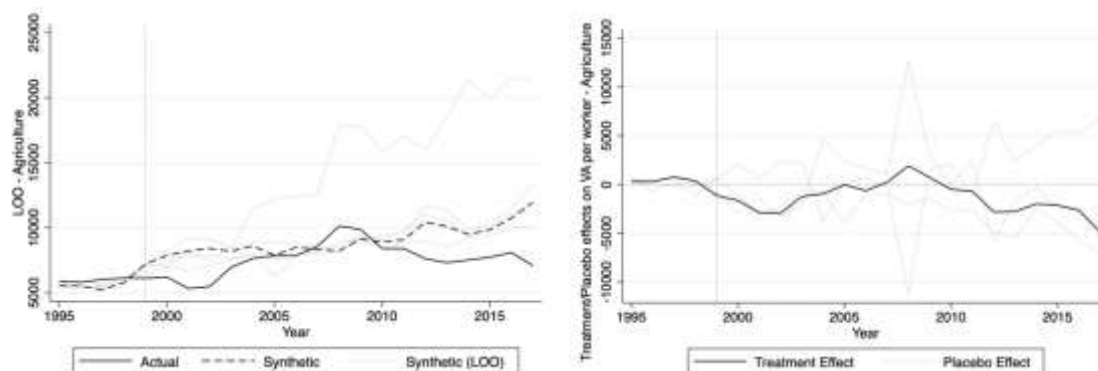 LOO - Agriculture
25000
20000
15000
10000
5000
1995 2000 2005 2010 2015
Year
Actual Synthetic Synthetic (LOO)
Treatment/Placebo effects on VA per worker - Agriculture
15000
10000
5000
0
-5000
-10000
1995 2000 2005 2010 2015
Year
Treatment Effect Placebo Effect